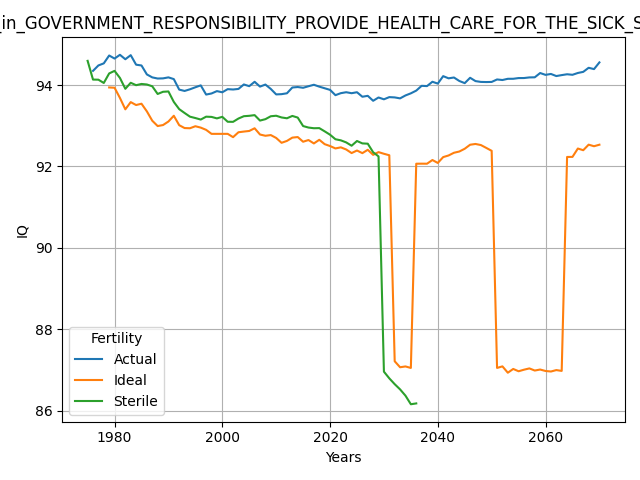 _in_GOVERNMENT_RESPONSIBILITY_PROVIDE_HEALTH_CARE_FOR_THE_SICK_S
94
92
90
88
86
IQ
Fertility
Actual
Ideal
Sterile
1980 2000 2020 2040 2060
Years